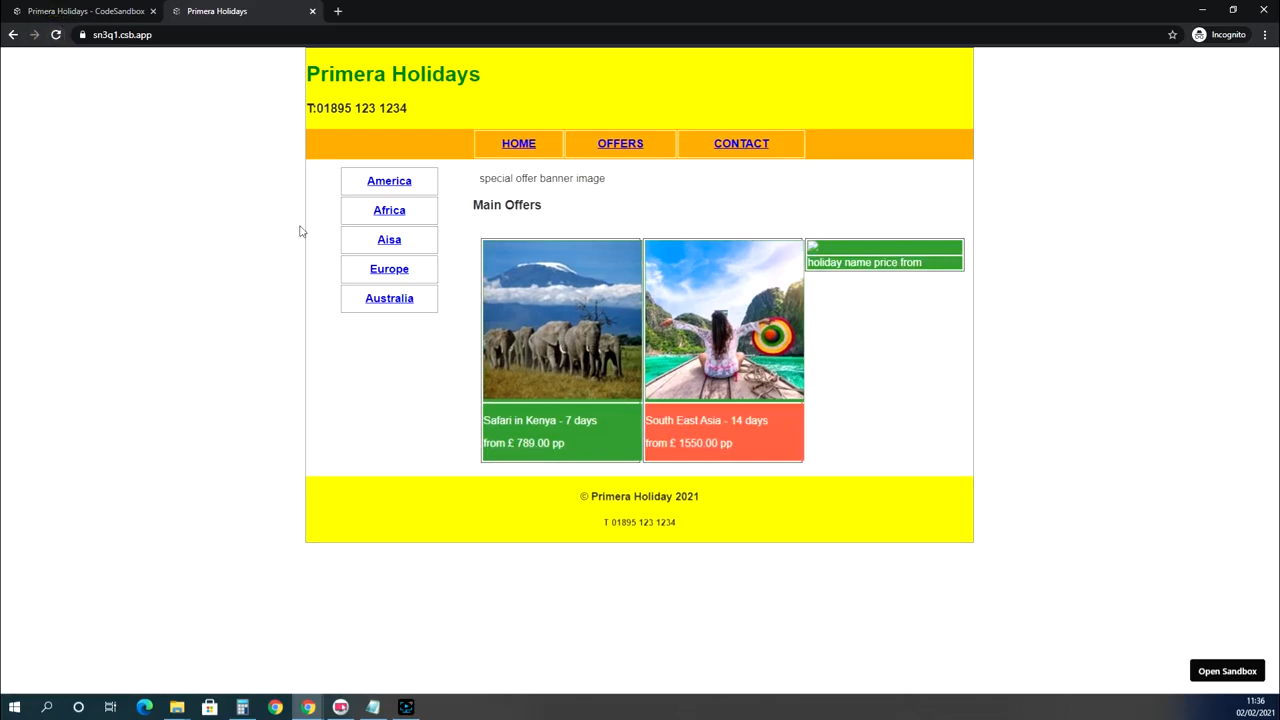 Primera Holidays - CodeSandbox
Primera Holidays
sn3q1.csb.app
Incognito
Primera Holidays
T:01895 123 1234
HOME
OFFERS
CONTACT
America
Africa
Aisa
Europe
Australia
special offer banner image
Main Offers
Safari in Kenya - 7 days
from £ 789.00 pp
South East Asia - 14 days
from £ 1550.00 pp
holiday name price from
© Primera Holiday 2021
T 01895 123 1234
Open Sandbox
11:36
02/02/2021